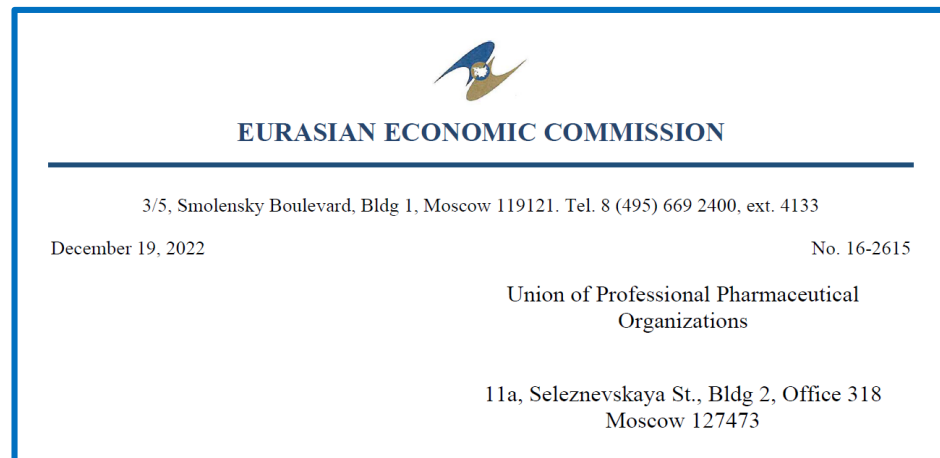 EURASIAN ECONOMIC COMMISSION
3/5, Smolensky Boulevard, Bldg 1, Moscow 119121. Tel. 8 (495) 669 2400, ext. 4133
December 19, 2022 No. 16-2615
Union of Professional Pharmaceutical
Organizations
11a, Seleznevskaya St., Bldg 2, Office 318
Moscow 127473